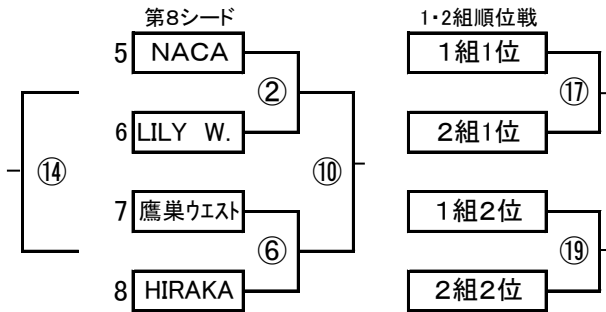 第8シード
5 NACA
②
6 LILY W.
⑭
⑩
7 鷹巣ウエスト
⑥
8 HIRAKA
1・2組順位戦
1組1位
⑰
2組1位
1組2位
⑲
2組2位